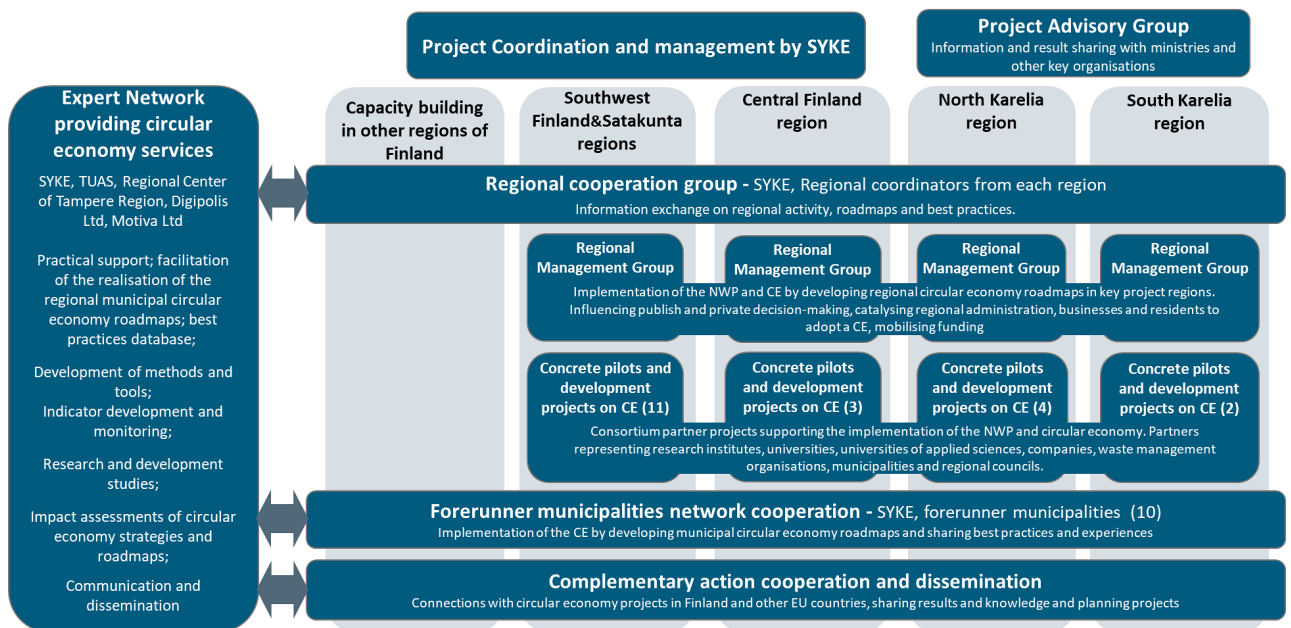 Project Coordination and management by SYKE
Project Advisory Group
Information and result sharing with ministries and
other key organisations
Expert Network
providing circular
economy services
SYKE, TUAS, Regional Center
of Tampere Region, Digipolis
Ltd, Motiva Ltd
Practical support; facilitation
of the realisation of the
regional municipal circular
economy roadmaps; best
practices database;
Development of methods and
tools;
Indicator development and
monitoring;
Research and development
studies;
Impact assessments of circular
economy strategies and
roadmaps;
Communication and
dissemination
Capacity building
in other regions of
Finland
Southwest
Finland&Satakunta
regions
Central Finland
region
North Karelia
region
South Karelia
region
Regional cooperation group - SYKE, Regional coordinators from each region
Information exchange on regional activity, roadmaps and best practices.
Regional
Management Group
Regional
Management Group
Regional
Management Group
Regional
Management Group
Implementation of the NWP and CE by developing regional circular economy roadmaps in key project regions.
Influencing publish and private decision-making, catalysing regional administration, businesses and residents to
adopt a CE, mobilising funding
Concrete pilots and
development
projects on CE (11)
Concrete pilots
and development
projects on CE (3)
Concrete pilots
and development
projects on CE (4)
Concrete pilots
and development
projects on CE (2)
Consortium partner projects supporting the implementation of the NWP and circular economy. Partners
representing research institutes, universities, universities of applied sciences, companies, waste management
organisations, municipalities and regional councils.
Forerunner municipalities network cooperation - SYKE, forerunner municipalities (10)
Implementation of the CE by developing municipal circular economy roadmaps and sharing best practices and experiences
Complementary action cooperation and dissemination
Connections with circular economy projects in Finland and other EU countries, sharing results and knowledge and planning projects